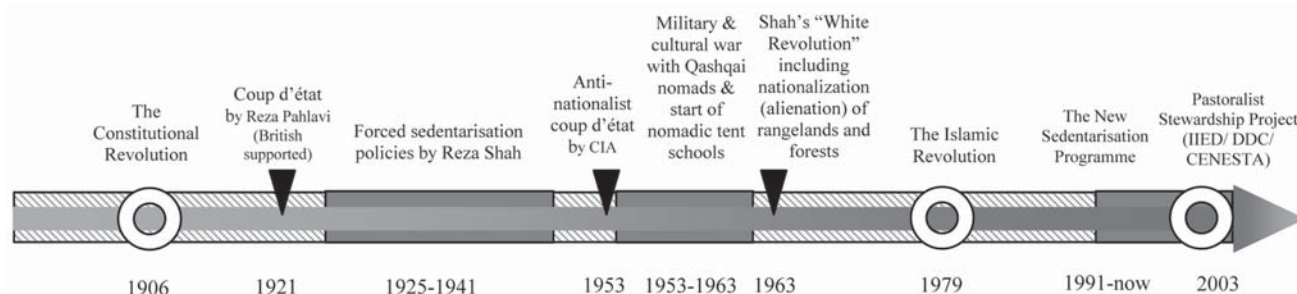 The
Constitutional
Revolution
Coup d’état
by Reza Pahlavi
(British
supported)
Forced sedentarisation
policies by Reza Shah
Anti-
nationalist
coup d’état
by CIA
Military &
cultural war
with Qashqai
nomads &
start of
nomadic tent
schools
Shah’s “White
Revolution”
including
nationalization
(alienation) of
rangelands and
forests
The Islamic
Revolution
The New
Sedentarisation
Programme
Pastoralist
Stewardship Project
(IIED/ DDC/
CENESTA)
1906
1921
1925-1941
1953
1953-1963
1963
1979
1991-now
2003